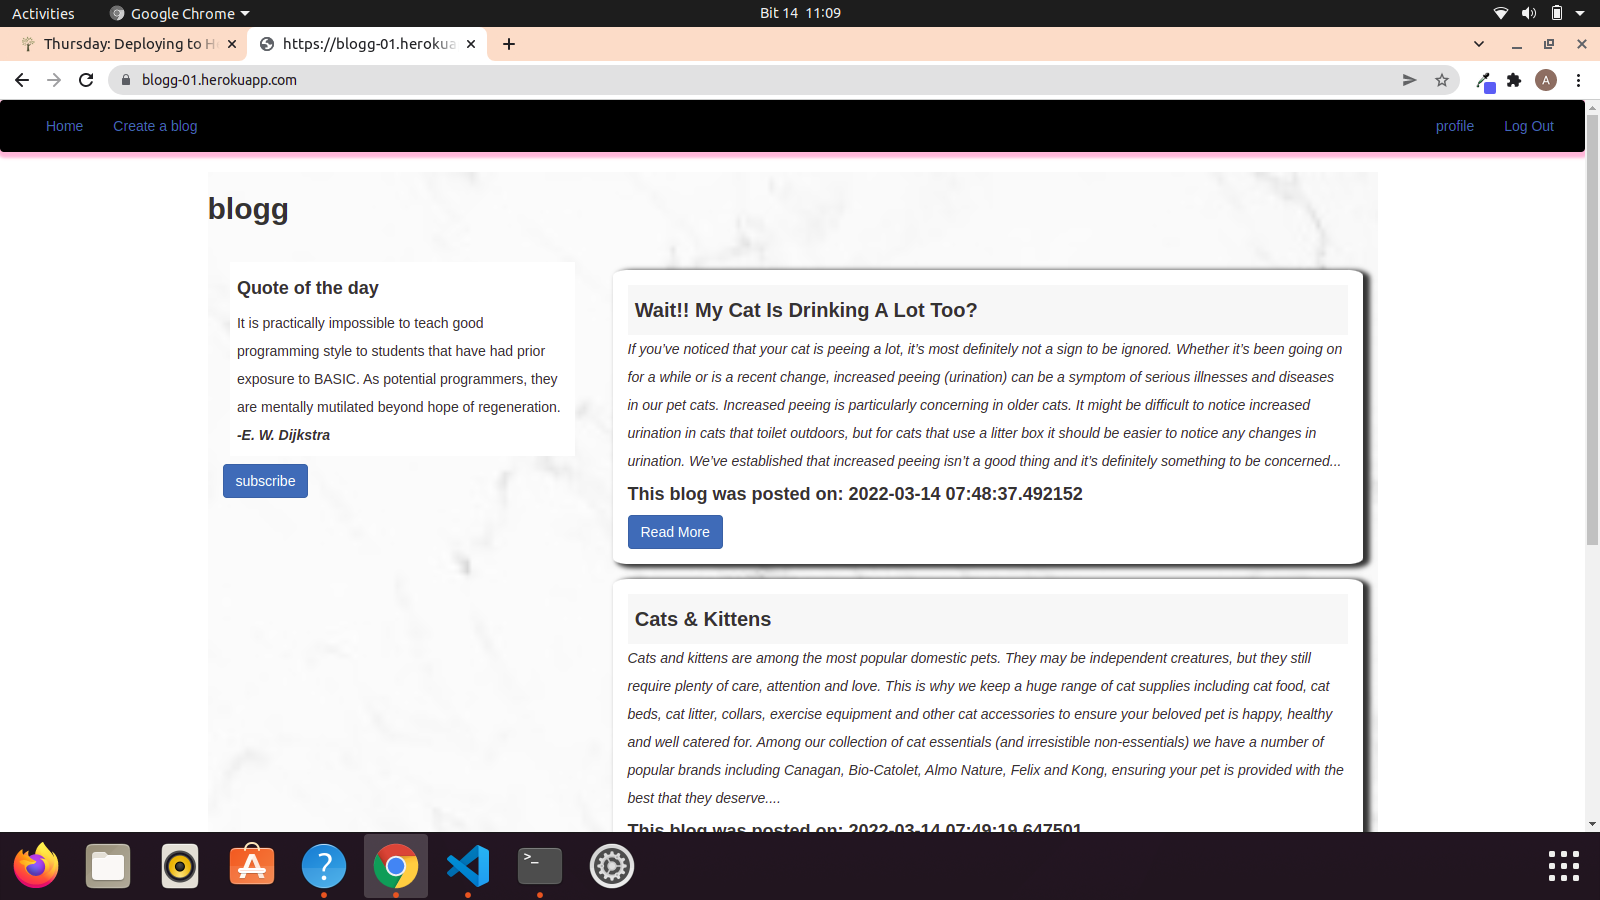 Activities
Google Chrome
Bit 14 11:09
Thursday: Deploying to H
https://blogg-01.herokua
blogg-01.herokuapp.com
A
Home
Create a blog
profile
Log Out
blogg
Quote of the day
It is practically impossible to teach good
programming style to students that have had prior
exposure to BASIC. As potential programmers, they
are mentally mutilated beyond hope of regeneration.
-E. W. Dijkstra
subscribe
Wait!! My Cat Is Drinking A Lot Too?
If you’ve noticed that your cat is peeing a lot, it’s most definitely not a sign to be ignored. Whether it’s been going on
for a while or is a recent change, increased peeing (urination) can be a symptom of serious illnesses and diseases
in our pet cats. Increased peeing is particularly concerning in older cats. It might be difficult to notice increased
urination in cats that toilet outdoors, but for cats that use a litter box it should be easier to notice any changes in
urination. We’ve established that increased peeing isn’t a good thing and it’s definitely something to be concerned...
This blog was posted on: 2022-03-14 07:48:37.492152
Read More
Cats & Kittens
Cats and kittens are among the most popular domestic pets. They may be independent creatures, but they still
require plenty of care, attention and love. This is why we keep a huge range of cat supplies including cat food, cat
beds, cat litter, collars, exercise equipment and other cat accessories to ensure your beloved pet is happy, healthy
and well catered for. Among our collection of cat essentials (and irresistible non-essentials) we have a number of
popular brands including Canagan, Bio-Catolet, Almo Nature, Felix and Kong, ensuring your pet is provided with the
best that they deserve....
This blog was posted on: 2022-03-14 07:49:19.647501